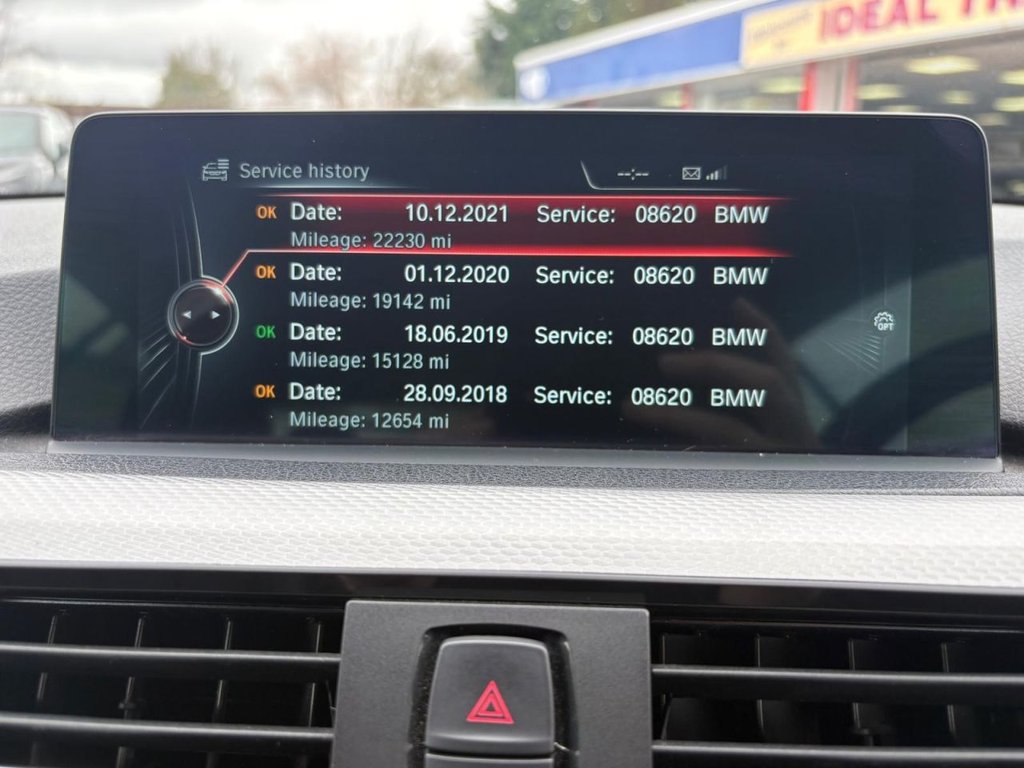 IDEAL
Service history
--:--
OK Date: 10.12.2021 Service: 08620 BMW
Mileage: 22230 mi
OK Date: 01.12.2020 Service: 08620 BMW
Mileage: 19142 mi
OK Date: 18.06.2019 Service: 08620 BMW
Mileage: 15128 mi
OPT
OK Date: 28.09.2018 Service: 08620 BMW
Mileage: 12654 mi